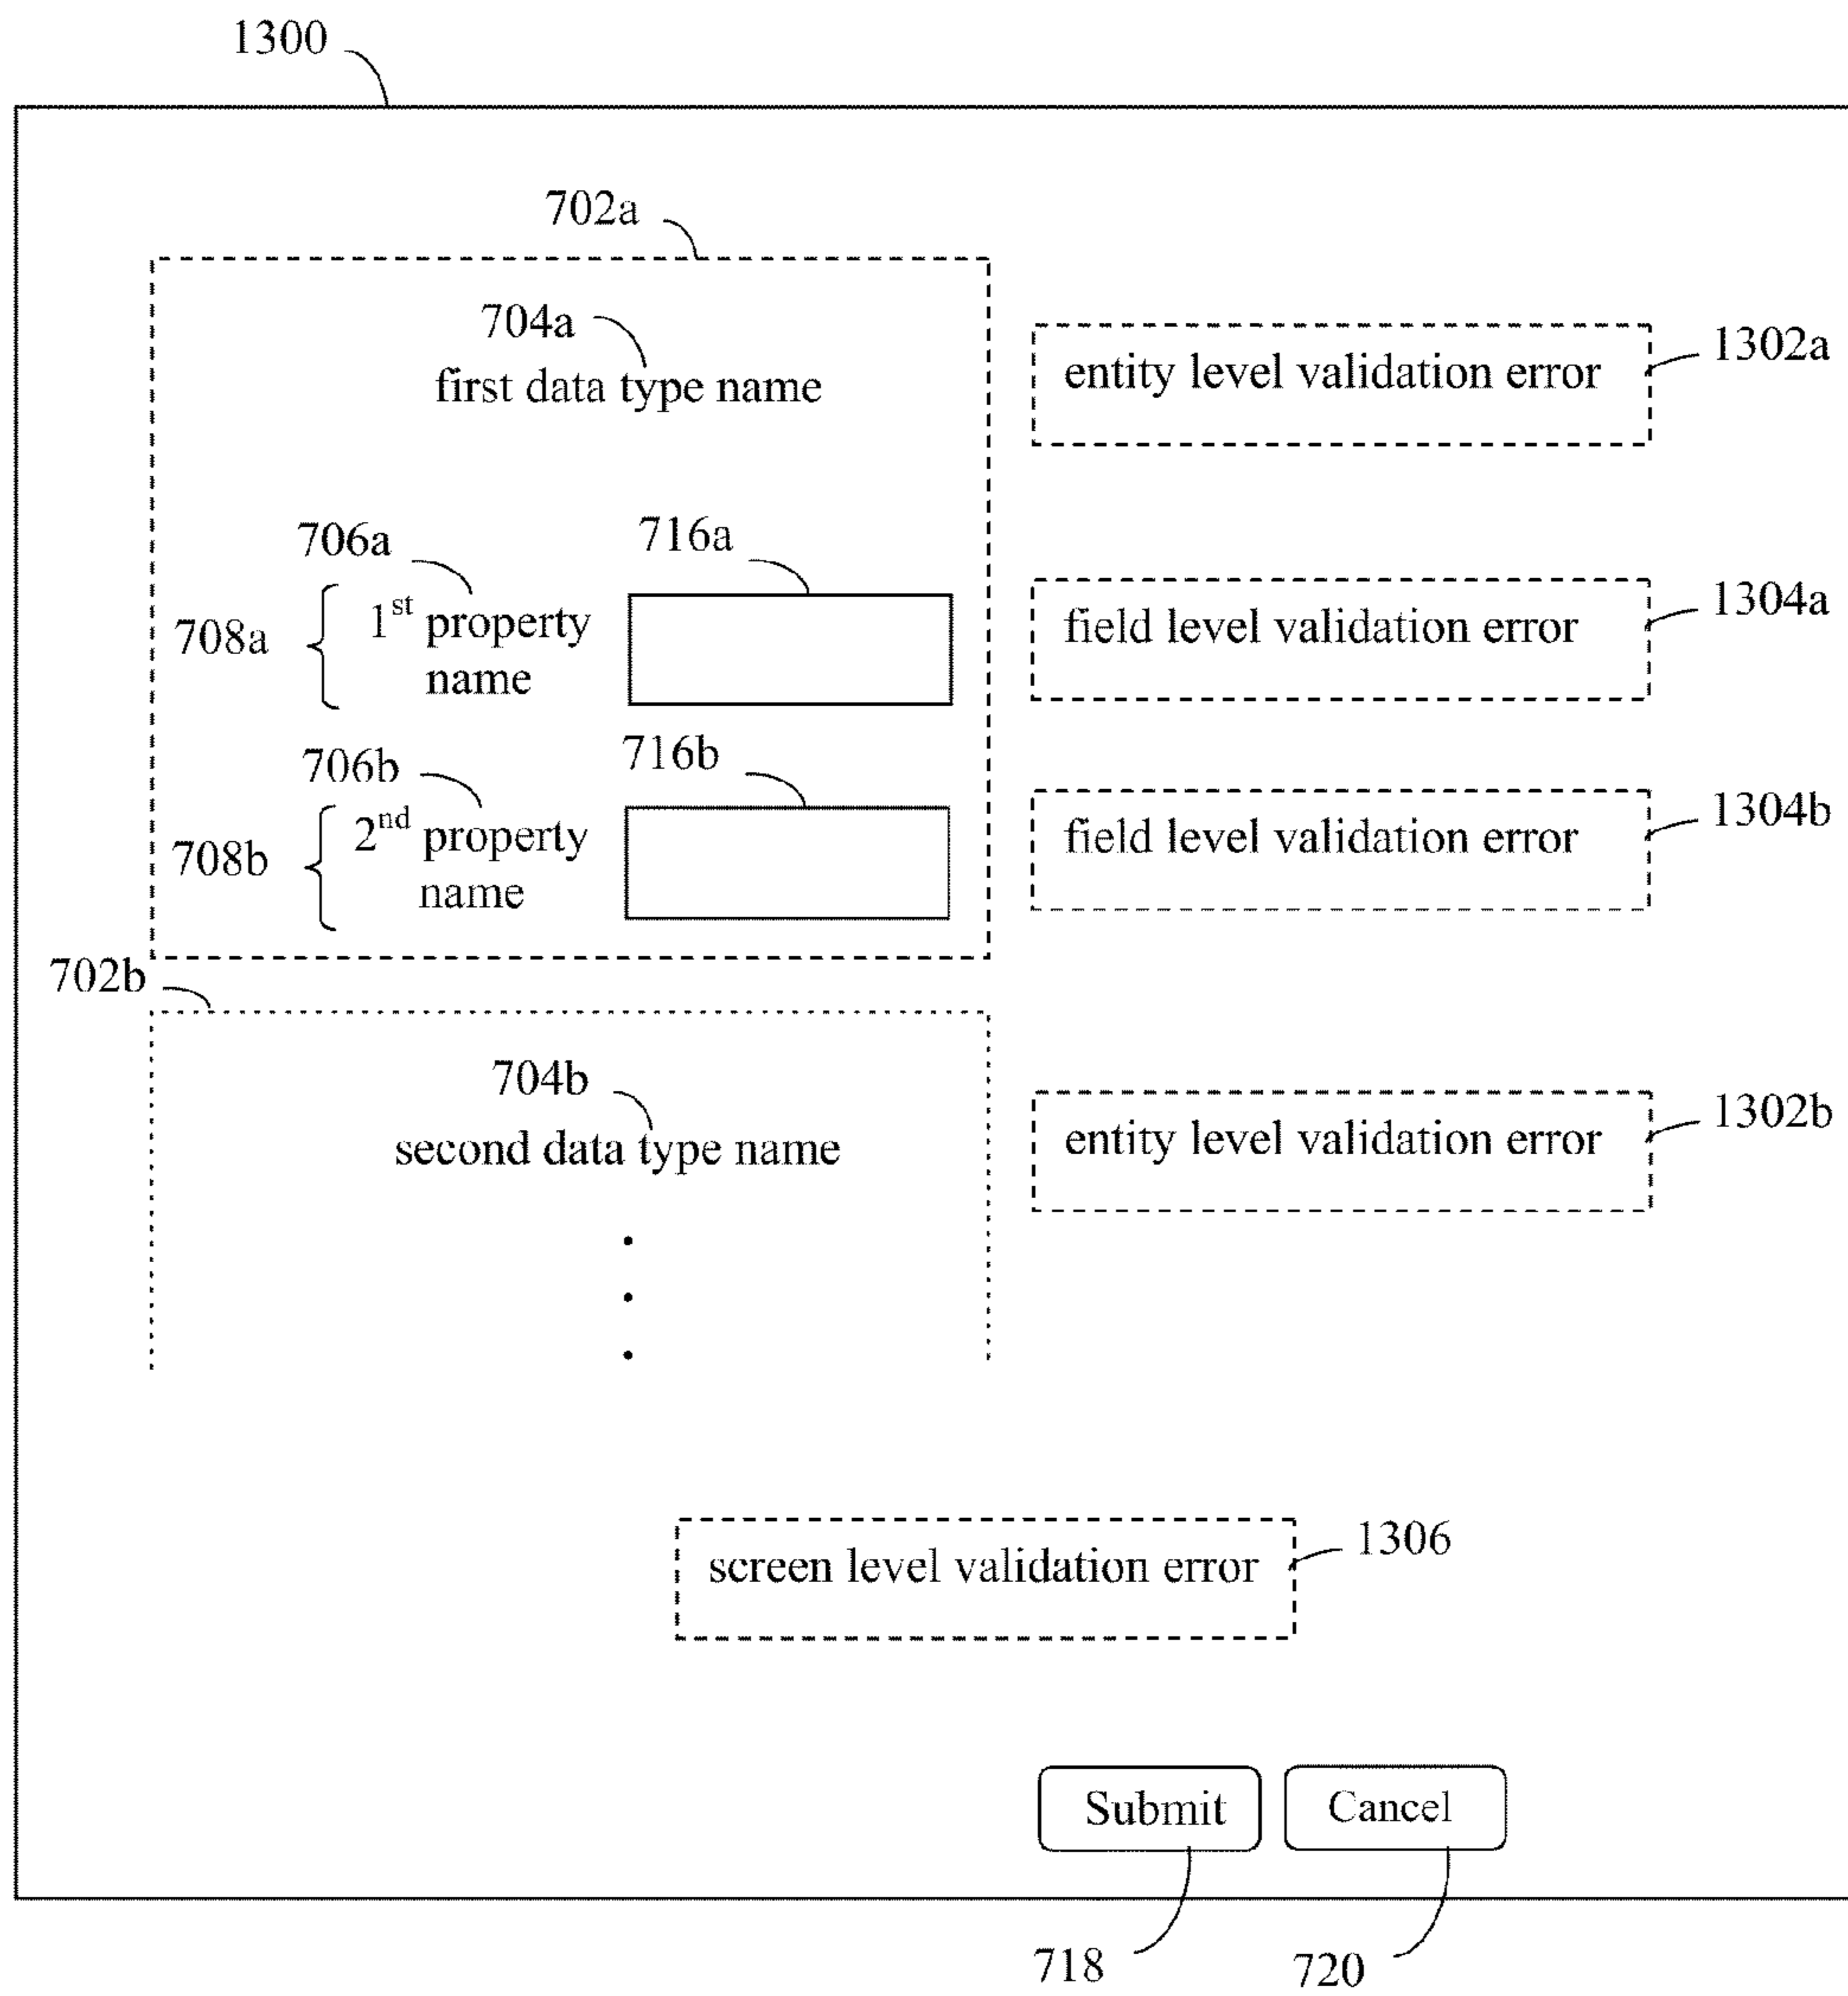 1300
702a
704a
first data type name
entity level validation error
1302a
706a
716a
708a
1st property
name
field level validation error
1304a
706b
716b
708b
2nd property
name
field level validation error
1304b
702b
704b
second data type name
entity level validation error
1302b
screen level validation error
1306
Submit
Cancel
718
720